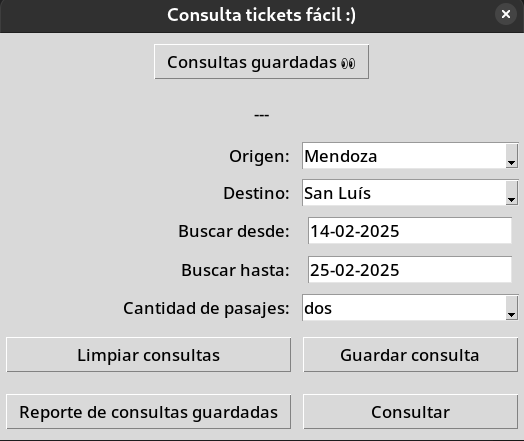 Consulta tickets fácil :)
Consultas guardadas 👀
---
Origen: Mendoza
Destino: San Luís
Buscar desde: 14-02-2025
Buscar hasta: 25-02-2025
Cantidad de pasajes: dos
Limpiar consultas Guardar consulta
Reporte de consultas guardadas Consultar